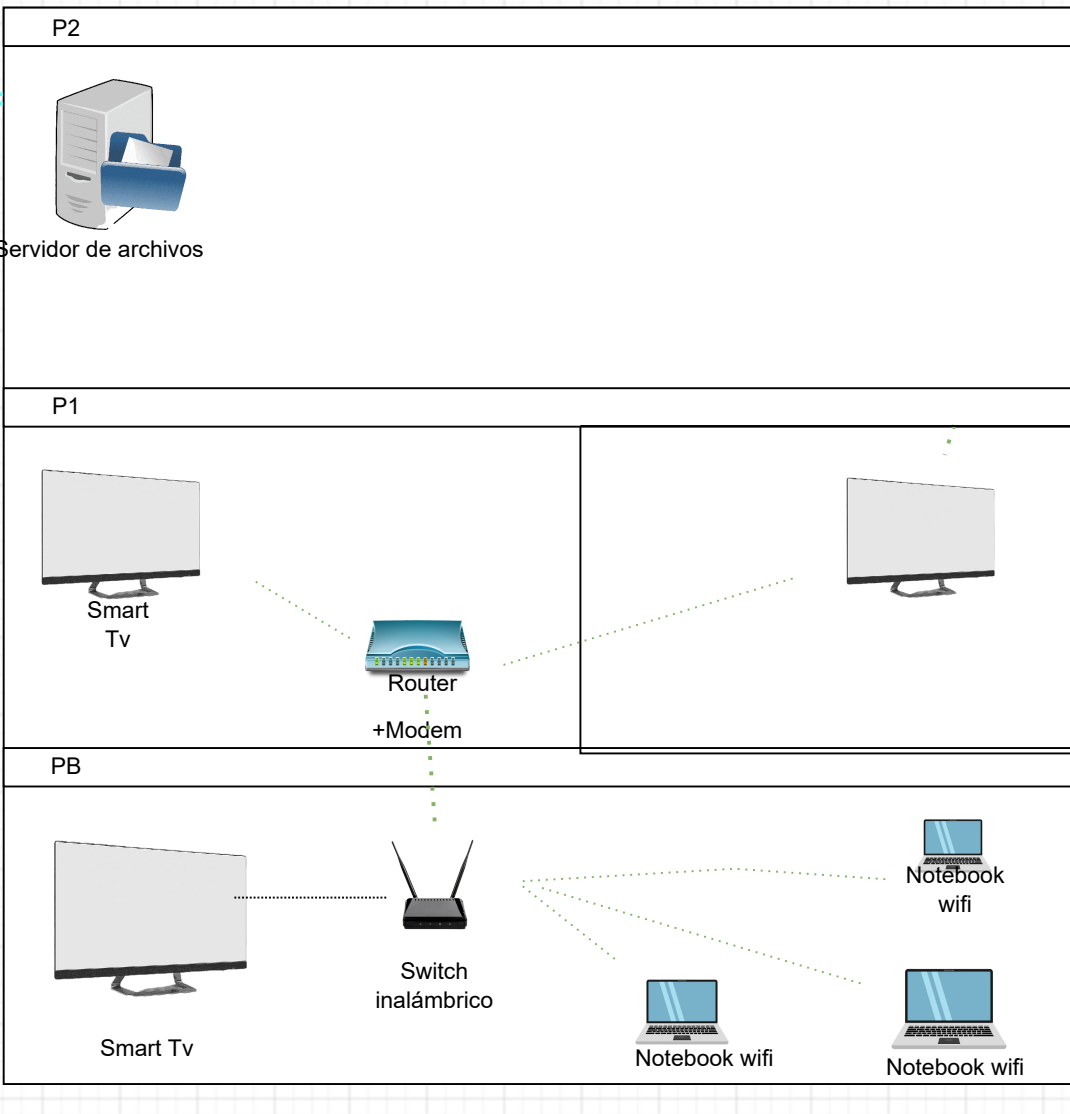 P2
Servidor de archivos
P1
Smart
Tv
Router
+Modem
PB
Notebook
wifi
Switch
inalámbrico
Smart Tv
Notebook wifi
Notebook wifi